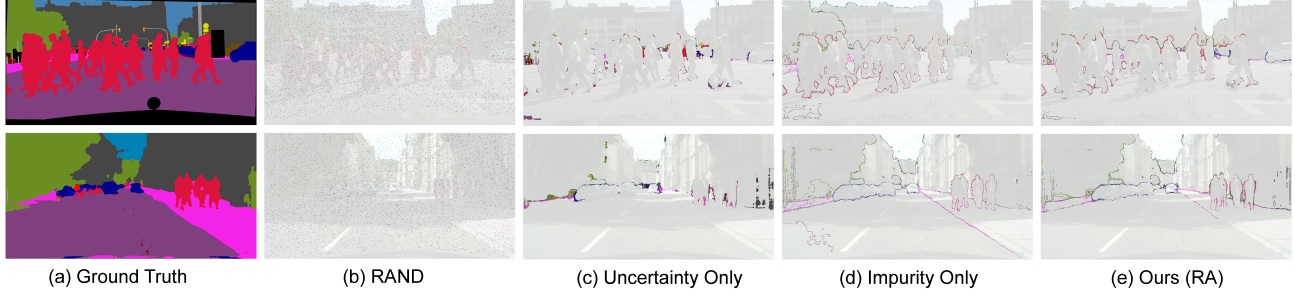 (a) Ground Truth
(b) RAND
(c) Uncertainty Only
(d) Impurity Only
(e) Ours (RA)